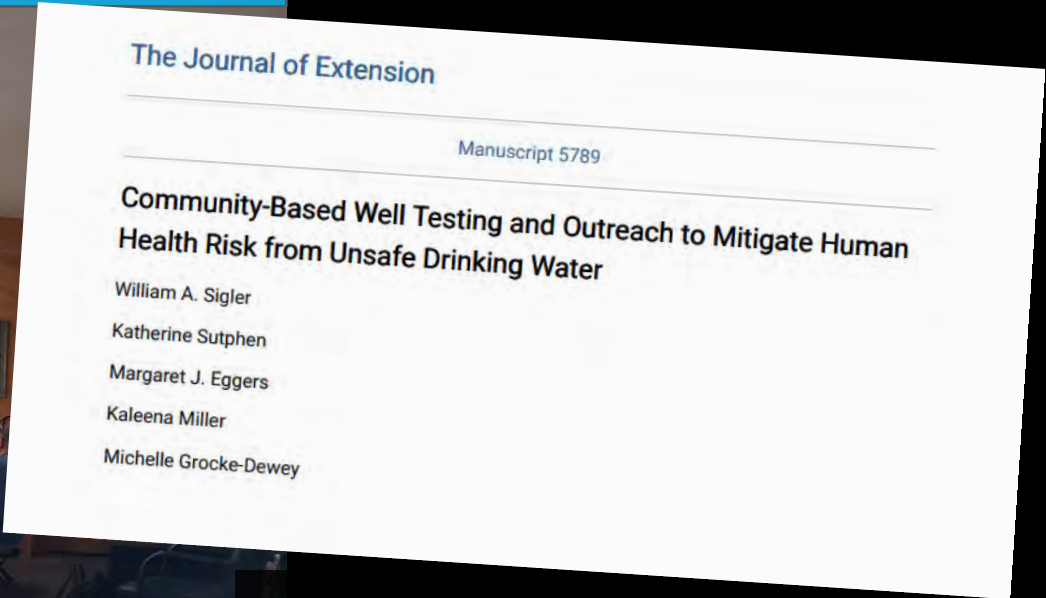 The Journal of Extension
Manuscript 5789
Community-Based Well Testing and Outreach to Mitigate Human
Health Risk from Unsafe Drinking Water
William A. Sigler
Katherine Sutphen
Margaret J. Eggers
Kaleena Miller
Michelle Grocke-Dewey